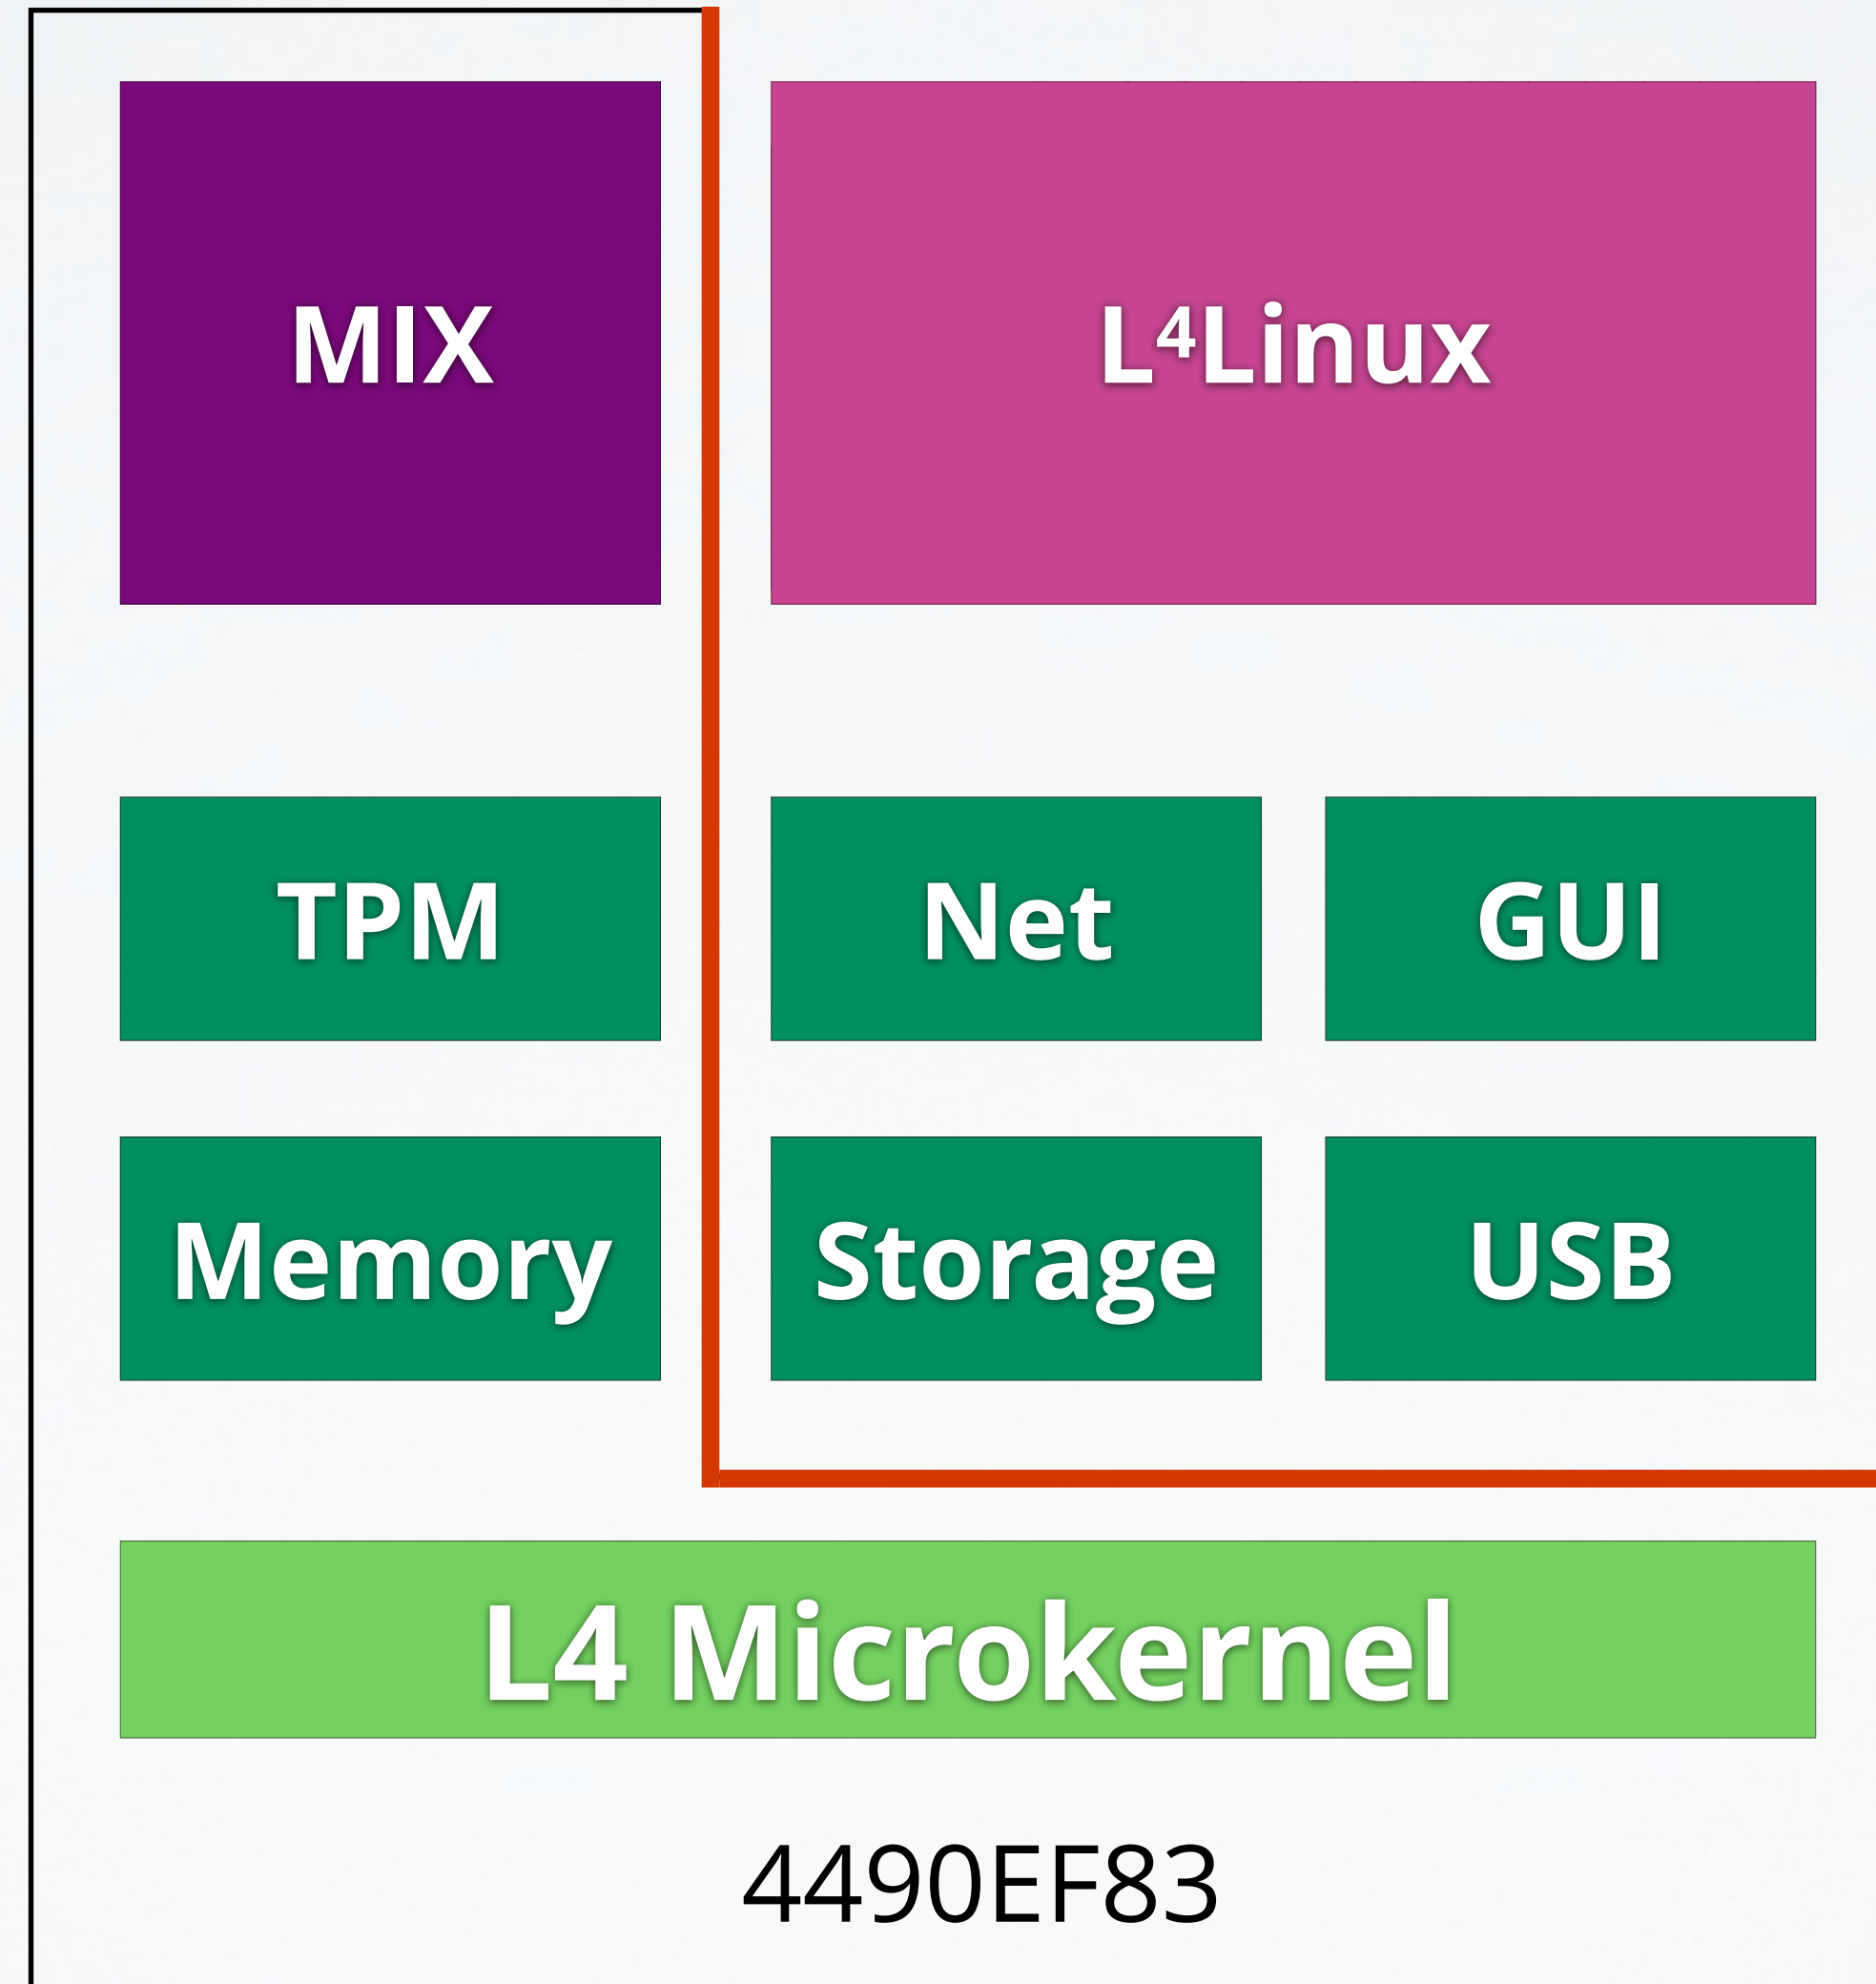 MIX
L⁴Linux
TPM
Net
GUI
Memory
Storage
USB
L4 Microkernel
4490EF83